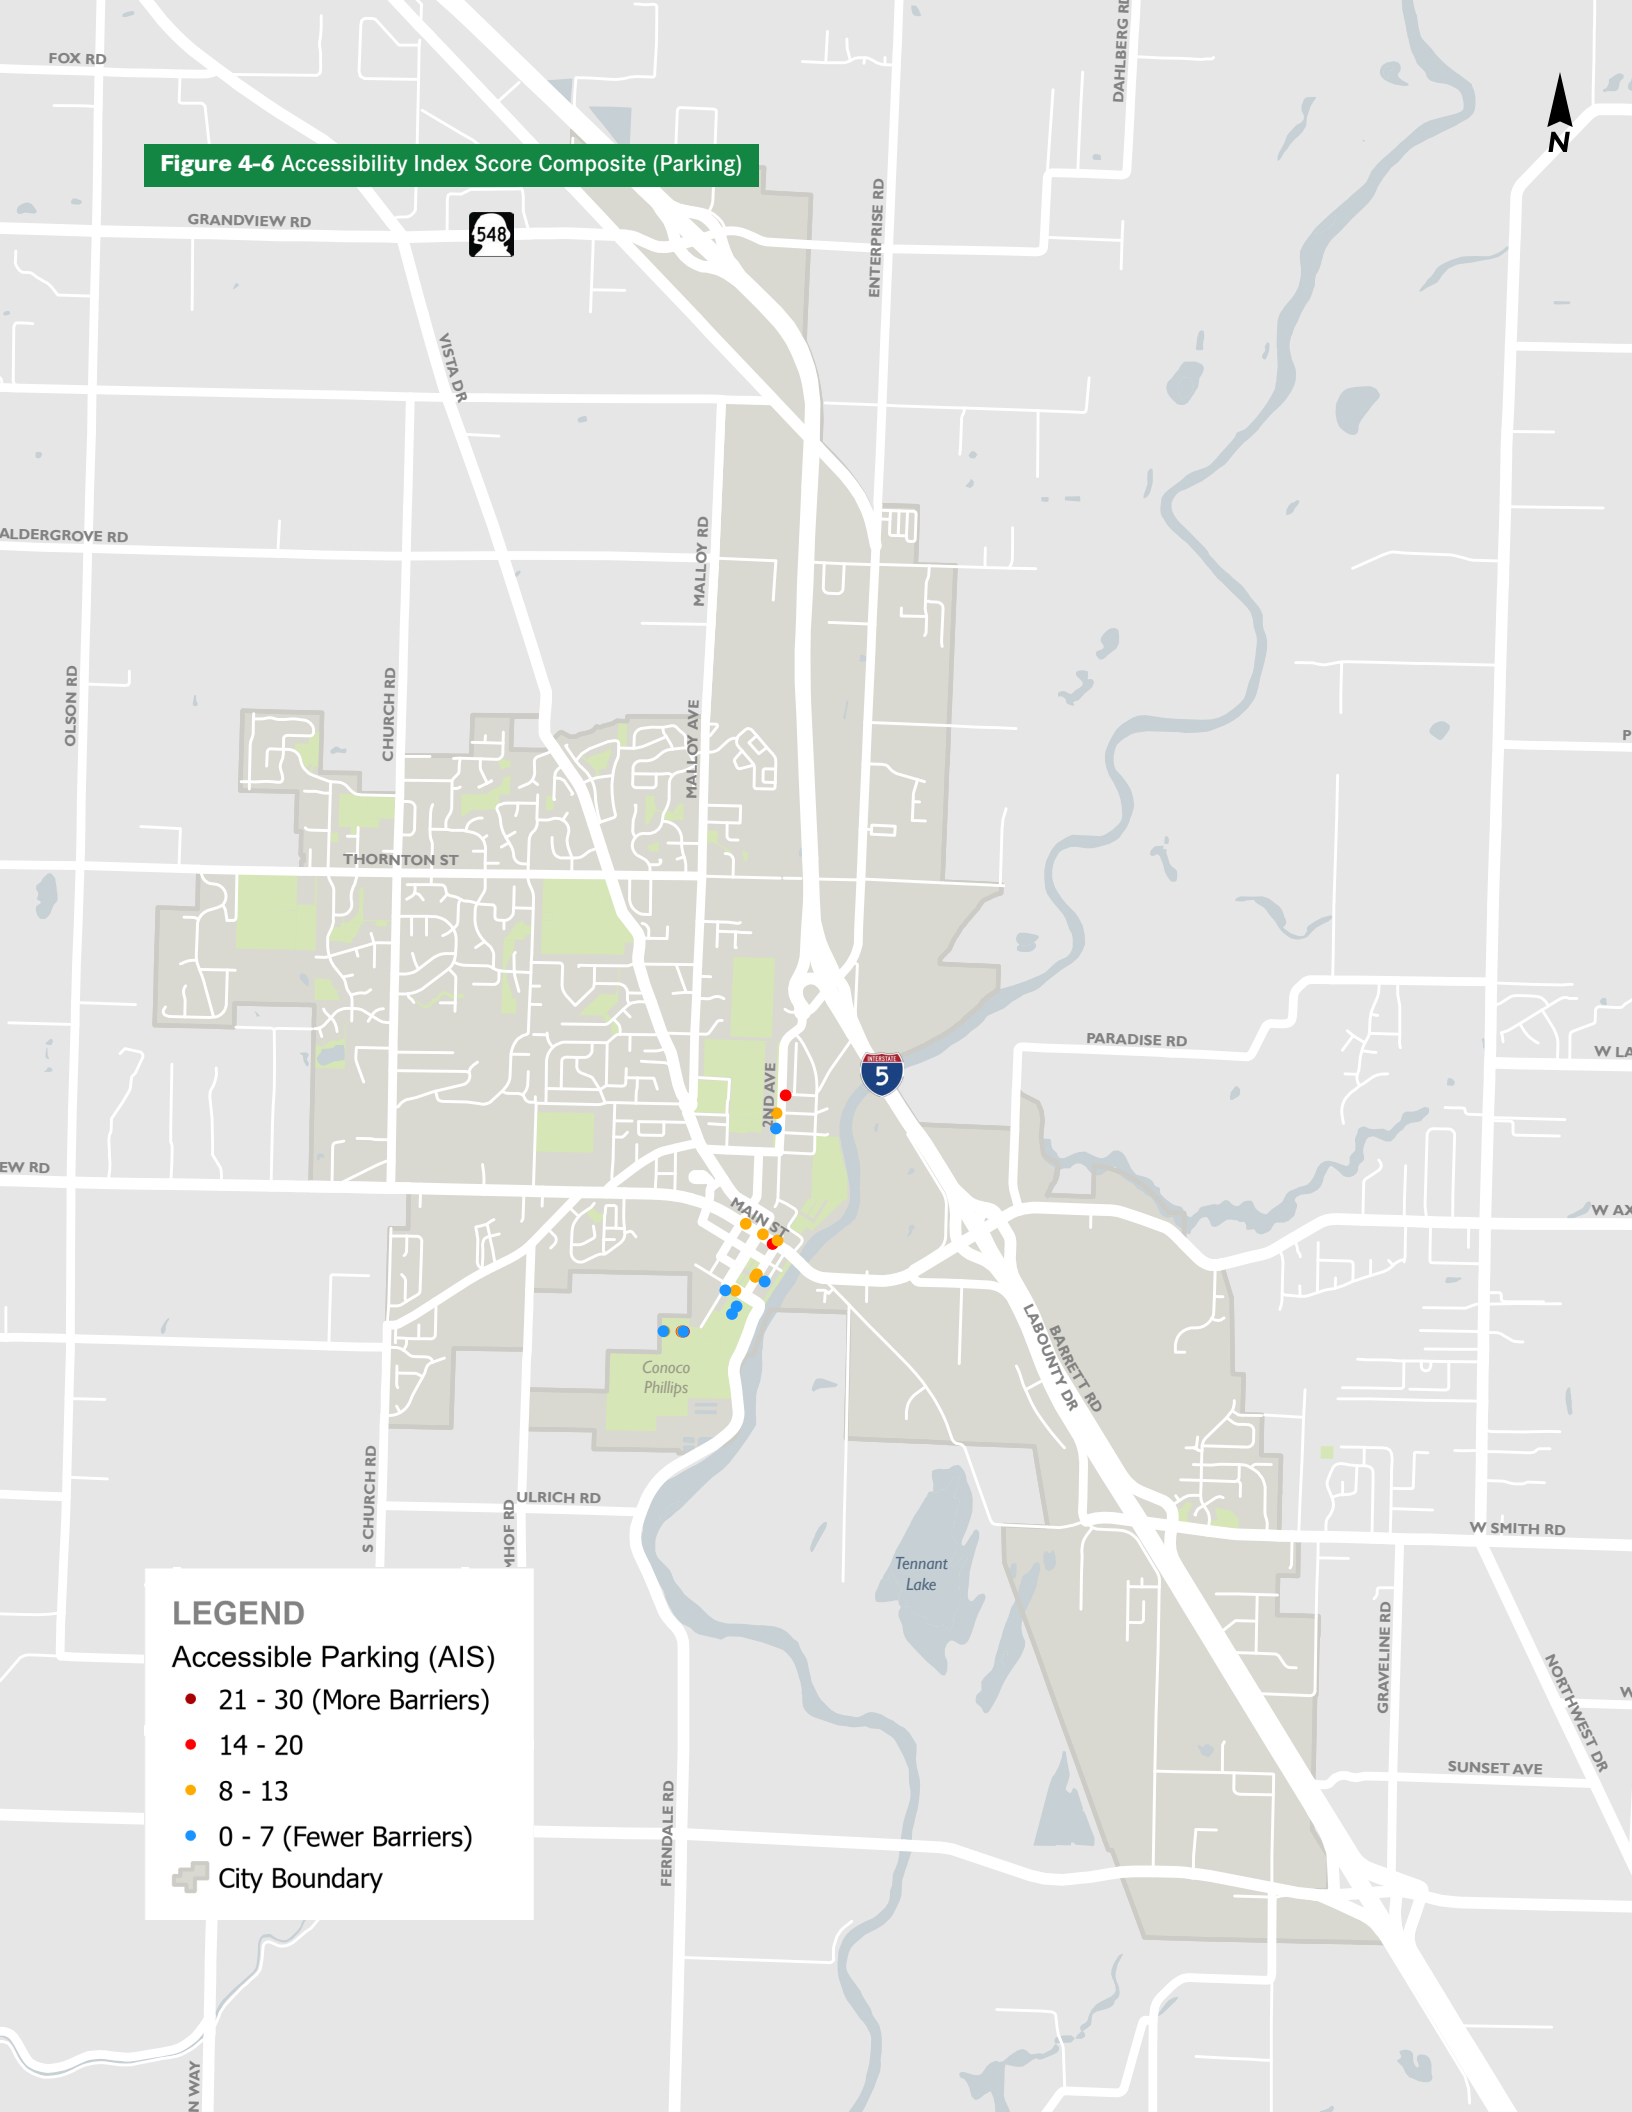 FOX RD
DAHLBERG RD
N
Figure 4-6 Accessibility Index Score Composite (Parking)
GRANDVIEW RD
548
ENTERPRISE RD
VISTA DR
ALDERGROVE RD
MALLOY RD
OLSON RD
CHURCH RD
MALLOY AVE
P
THORNTON ST
PARADISE RD
W LA
INTERSTATE
5
2ND AVE
EW RD
MAIN ST
W AX
BARRETT RD
LABOUNTY DR
Conoco
Phillips
S CHURCH RD
ULRICH RD
MHOF RD
W SMITH RD
Tennant
Lake
GRAVELINE RD
NORTHWEST DR
W
SUNSET AVE
FERNDALE RD
LEGEND
Accessible Parking (AIS)
21 - 30 (More Barriers)
14 - 20
8 - 13
0 - 7 (Fewer Barriers)
City Boundary
N WAY